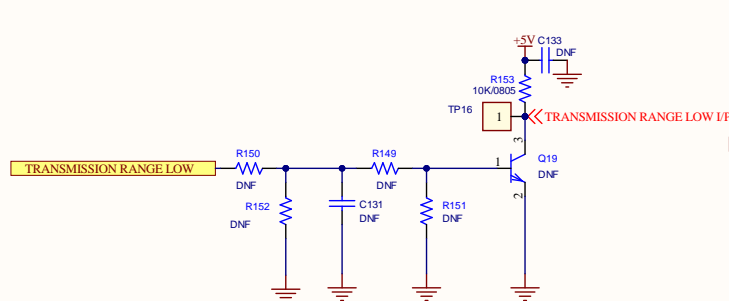 +5V C133
DNF
R153
10K/0805
TP16
1
TRANSMISSION RANGE LOW I/P
3
R150
R149
1
Q19
TRANSMISSION RANGE LOW
DNF
DNF
DNF
2
R152
C131
R151
DNF
DNF
DNF